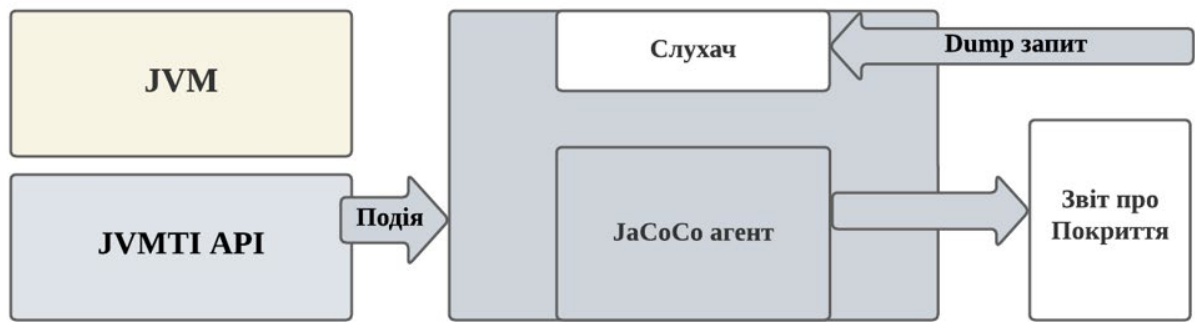 JVM
JVMTI API
Подія
Слухач
Dump запит
JaCoCo агент
Звіт про
Покриття